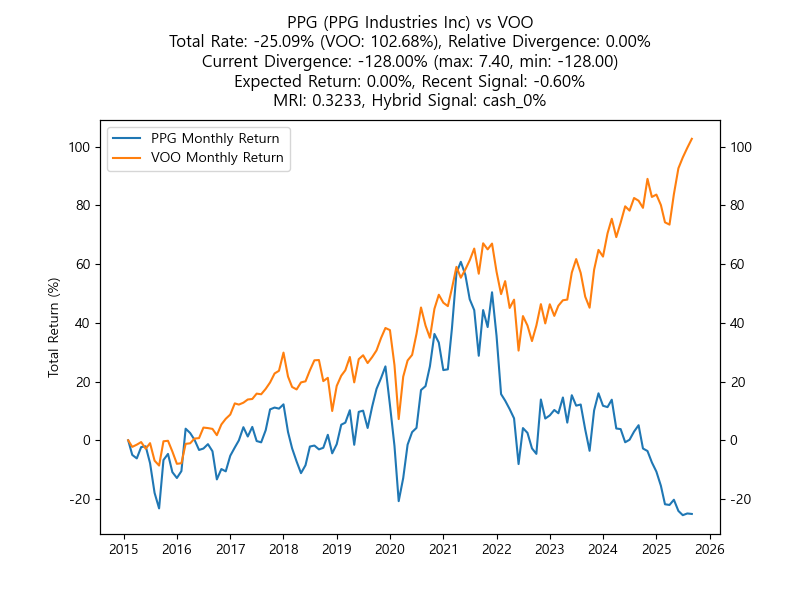 PPG (PPG Industries Inc) vs VOO
Total Rate: -25.09% (VOO: 102.68%), Relative Divergence: 0.00%
Current Divergence: -128.00% (max: 7.40, min: -128.00)
Expected Return: 0.00%, Recent Signal: -0.60%
MRI: 0.3233, Hybrid Signal: cash_0%
PPG Monthly Return
VOO Monthly Return
Total Return (%)
100
80
60
40
20
0
-20
100
80
60
40
20
0
-20
2015 2016 2017 2018 2019 2020 2021 2022 2023 2024 2025 2026